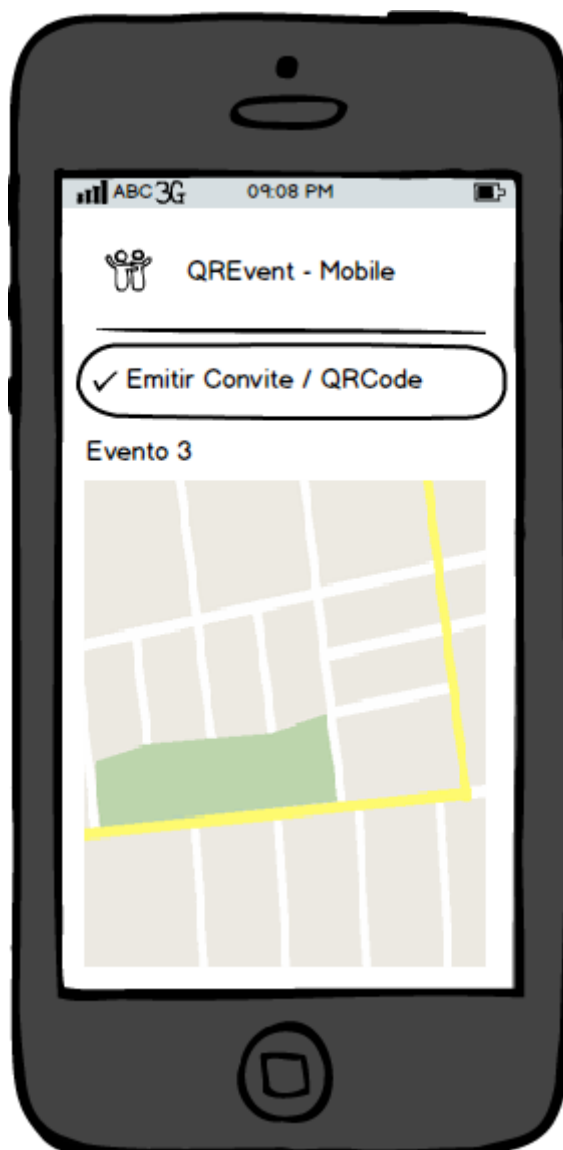 ABC 3G 09:08 PM
QREvent - Mobile
Emitir Convite / QRCode
Evento 3